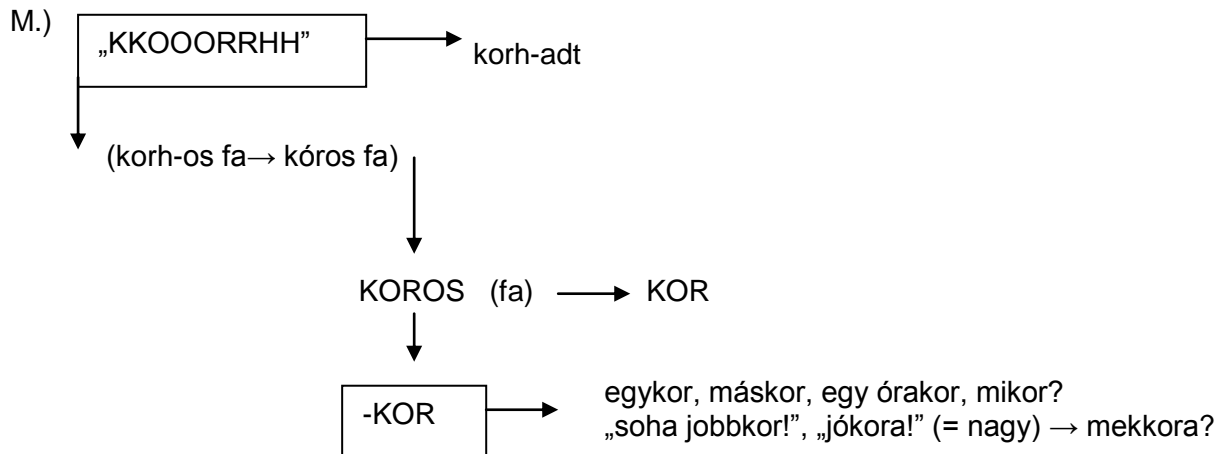 M.)
„KKOOORRHH”
korh-adt
(korh-os fa→ kóros fa)
KOROS (fa) KOR
-KOR
egykor, máskor, egy órakor, mikor?
„soha jobbkor!”, „jókora!” (= nagy) → mekkora?